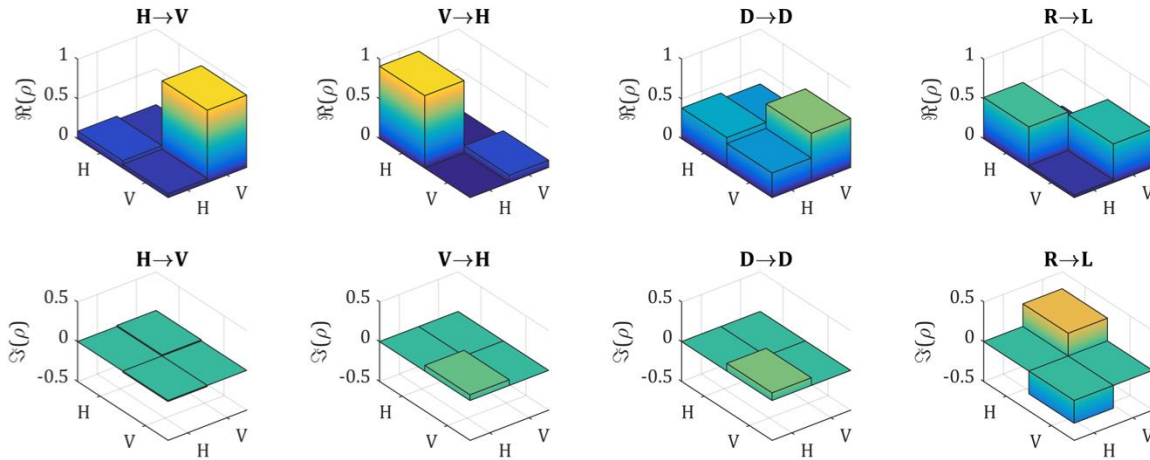 H→V V→H D→D R→L
1 1 1 1
ℜ(ρ) 0.5 ℜ(ρ) 0.5 ℜ(ρ) 0.5 ℜ(ρ) 0.5
0 0 0 0
H V H V H V H V
V H V H V H V H
H→V V→H D→D R→L
0.5 0.5 0.5 0.5
ℑ(ρ) 0 ℑ(ρ) 0 ℑ(ρ) 0 ℑ(ρ) 0
-0.5 -0.5 -0.5 -0.5
H V H V H V H V
V H V H V H V H